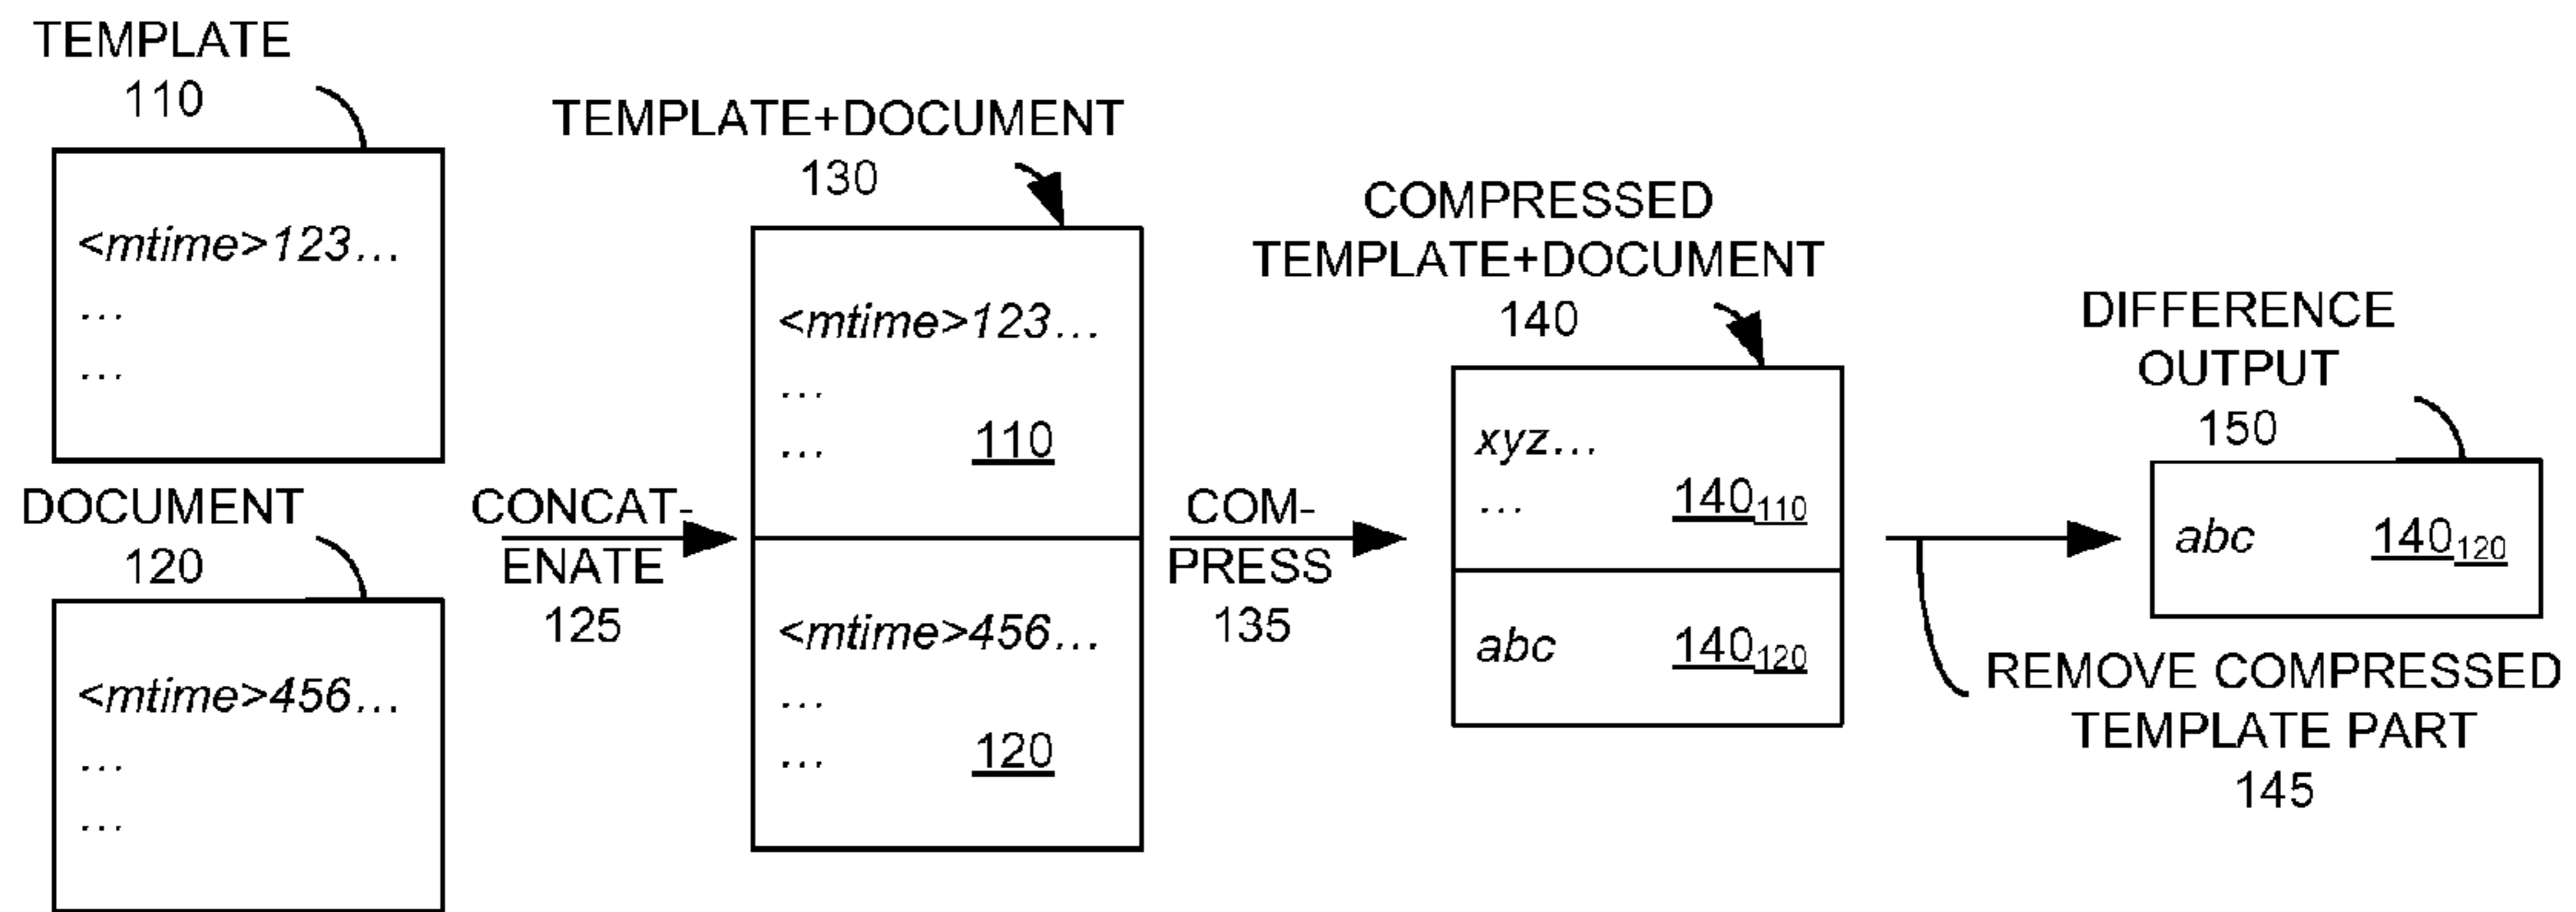 TEMPLATE
110
<mtime>123...
...
...
DOCUMENT
120
<mtime>456...
...
...
CONCAT-
ENATE
125
TEMPLATE+DOCUMENT
130
<mtime>123...
...
... 110
<mtime>456...
...
... 120
COM-
PRESS
135
COMPRESSED
TEMPLATE+DOCUMENT
140
xyz...
... 140110
abc 140120
REMOVE COMPRESSED
TEMPLATE PART
145
DIFFERENCE
OUTPUT
150
abc 140120